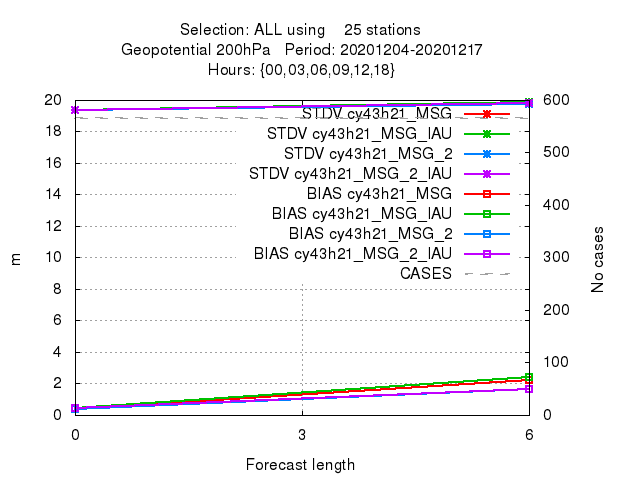 Selection: ALL using 25 stations
Geopotential 200hPa Period: 20201204-20201217
Hours: {00,03,06,09,12,18}
20 600
STDV cy43h21_MSG
18
STDV cy43h21_MSG_IAU
500
16 STDV cy43h21_MSG_2
STDV cy43h21_MSG_2_IAU
14
BIAS cy43h21_MSG
400
BIAS cy43h21_MSG_IAU
12
BIAS cy43h21_MSG_2
BIAS cy43h21_MSG_2_IAU
10 300
CASES
8
6 200
4 100
2
0 0
0 3 6
m
No cases
Forecast length